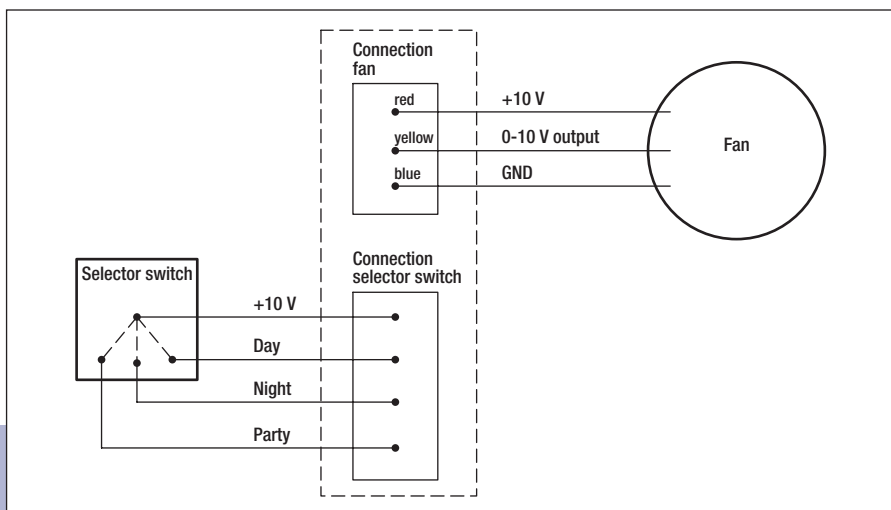 Connection
fan
red
+10 V
yellow
0-10 V output
Fan
blue
GND
Connection
selector switch
Selector switch
+10 V
Day
Night
Party